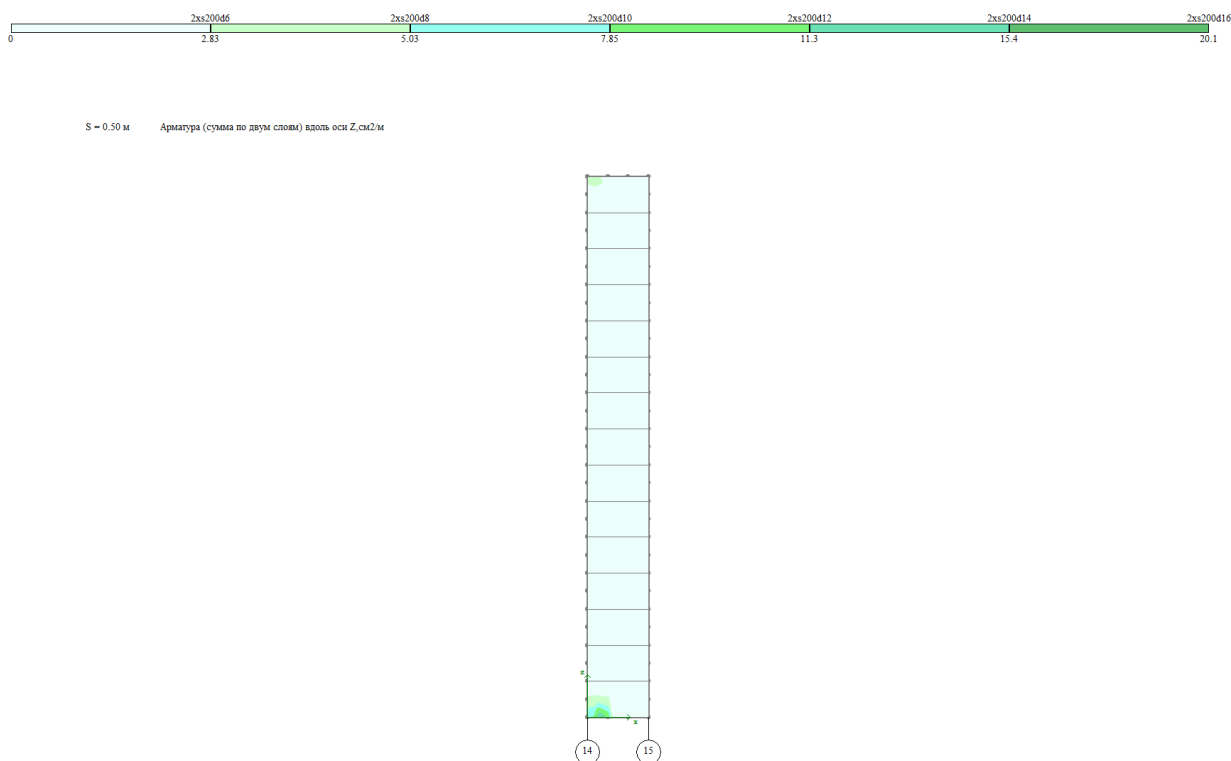 2xs200d6 2xs200d8 2xs200d10 2xs200d12 2xs200d14 2xs200d16
0 2.83 5.03 7.85 11.3 15.4 20.1
S = 0.50 м Арматура (сумма по двум слоям) вдоль оси Z,см2/м
z
x
14 15